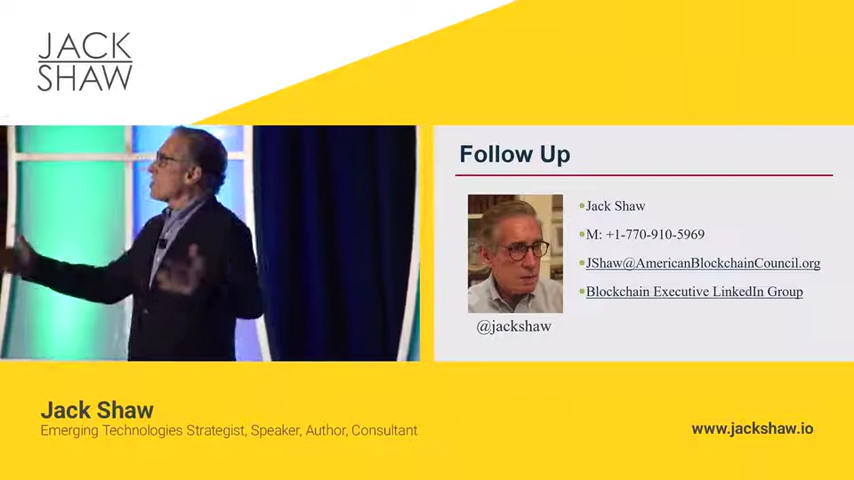 JACK
SHAW
Follow Up
Jack Shaw
M: +1-770-910-5969
JShaw@AmericanBlockchainCouncil.org
Blockchain Executive LinkedIn Group
@jackshaw
Jack Shaw
Emerging Technologies Strategist, Speaker, Author, Consultant
www.jackshaw.io